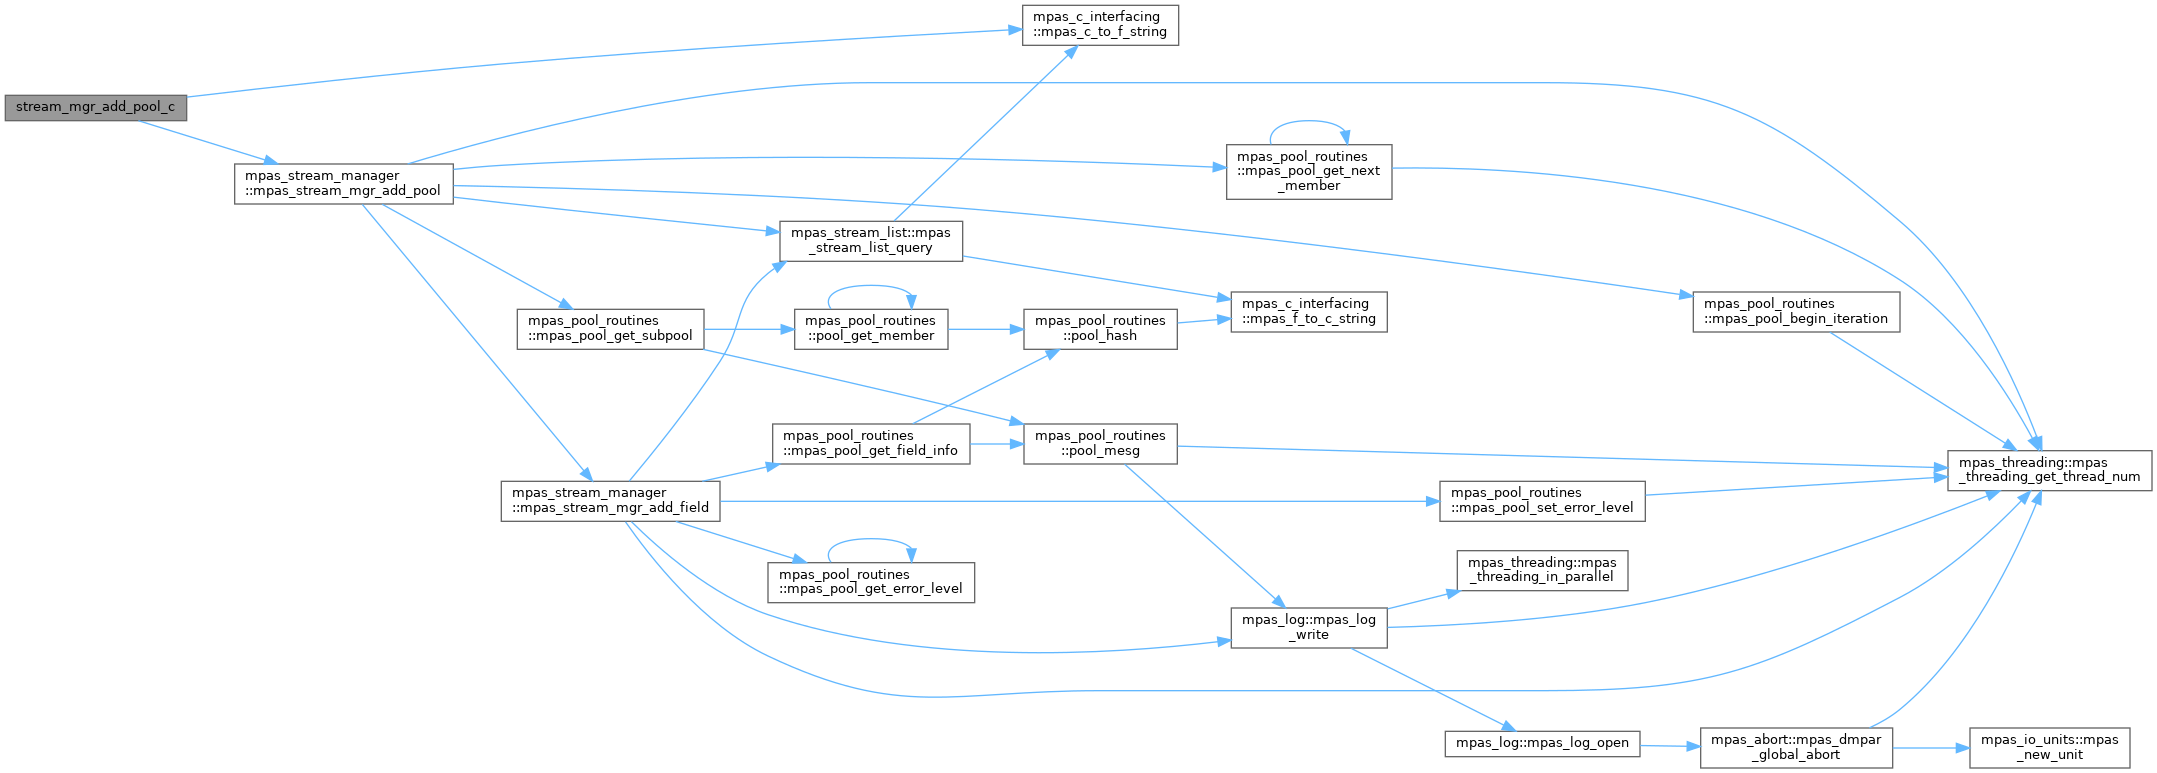 mpas_c_interfacing
::mpas_c_to_f_string
stream_mgr_add_pool_c
mpas_stream_manager
::mpas_stream_mgr_add_pool
mpas_pool_routines
::mpas_pool_get_next
_member
mpas_stream_list::mpas
_stream_list_query
mpas_pool_routines
::mpas_pool_get_subpool
mpas_pool_routines
::pool_get_member
mpas_pool_routines
::pool_hash
mpas_c_interfacing
::mpas_f_to_c_string
mpas_pool_routines
::mpas_pool_begin_iteration
mpas_pool_routines
::mpas_pool_get_field_info
mpas_pool_routines
::pool_mesg
mpas_threading::mpas
_threading_get_thread_num
mpas_stream_manager
::mpas_stream_mgr_add_field
mpas_pool_routines
::mpas_pool_set_error_level
mpas_pool_routines
::mpas_pool_get_error_level
mpas_threading::mpas
_threading_in_parallel
mpas_log::mpas_log
_write
mpas_log::mpas_log_open
mpas_abort::mpas_dmpar
_global_abort
mpas_io_units::mpas
_new_unit